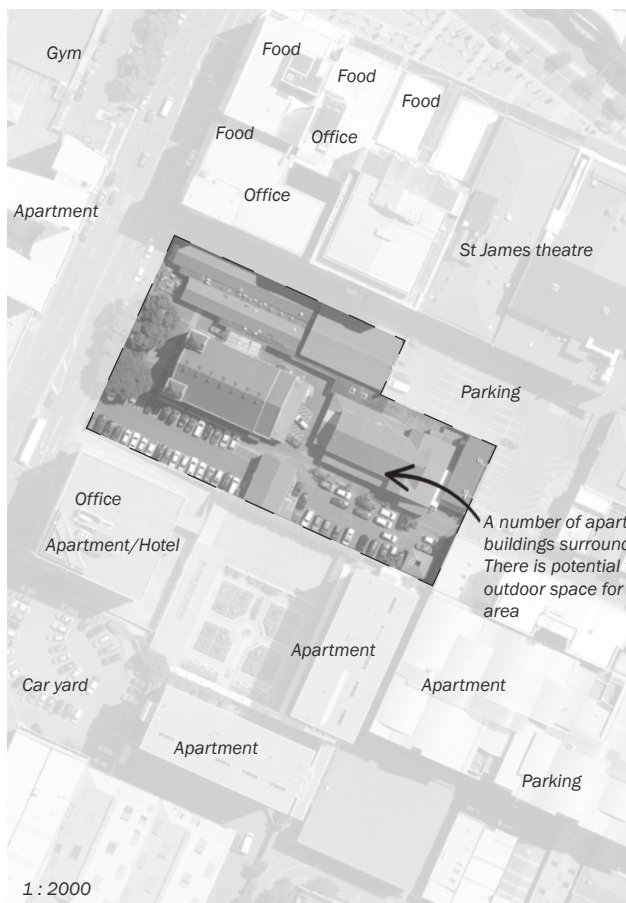 Gym
Food
Food
Food
Food
Office
Office
Apartment
St James theatre
Parking
Office
Apartment/Hotel
A number of apart
buildings surround
There is potential
outdoor space for
area
Apartment
Car yard
Apartment
Apartment
Parking
1 : 2000